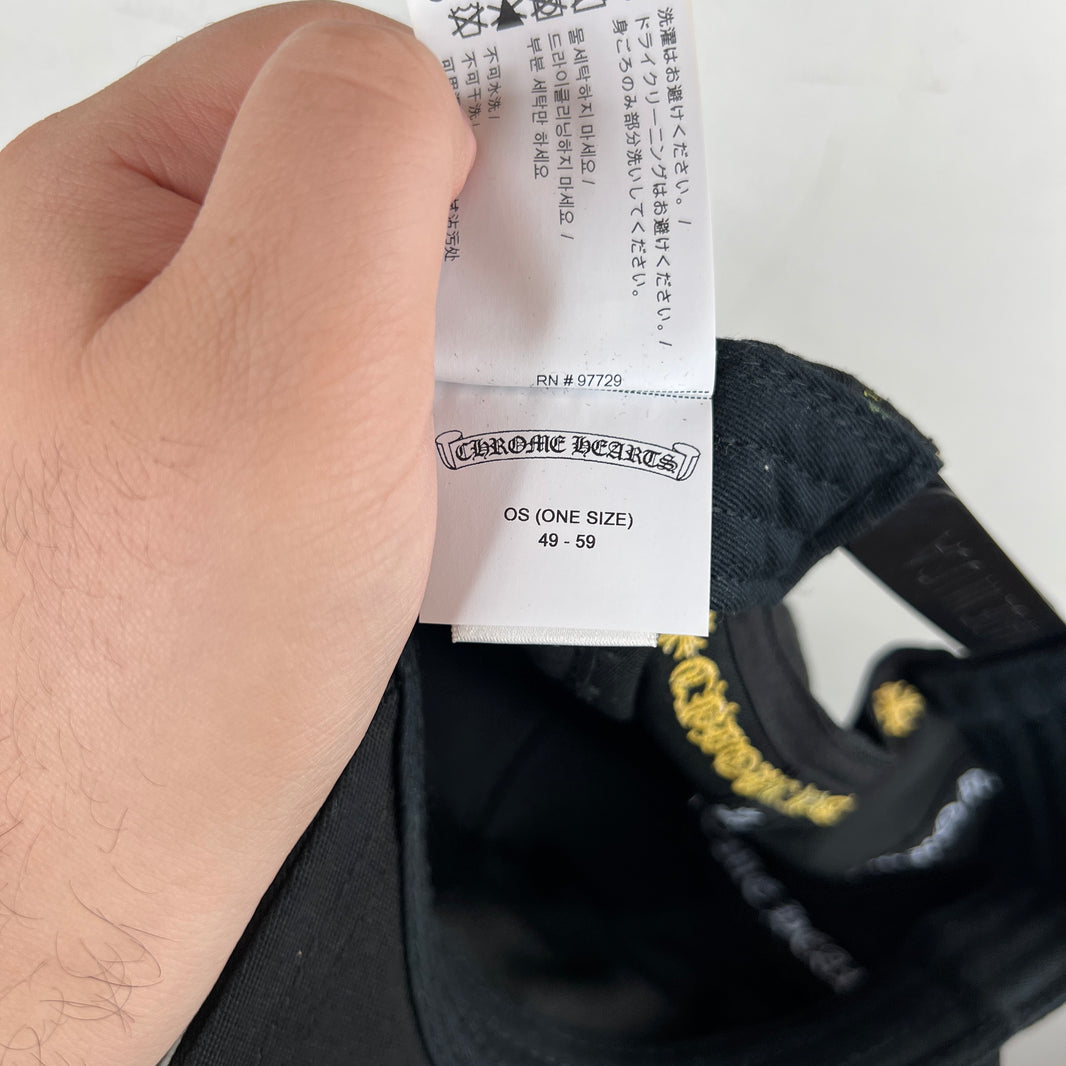 洗濯はお避けください。/
ドライクリーニングはお避けください。/
身ごろのみ部分洗いしてください。
물세탁하지 마세요 /
드라이클리닝하지 마세요 /
부분 세탁만 하세요
不可水洗 /
不可干洗 /
沾污处
RN # 97729
CHROME HEARTS
OS (ONE SIZE)
49 - 59